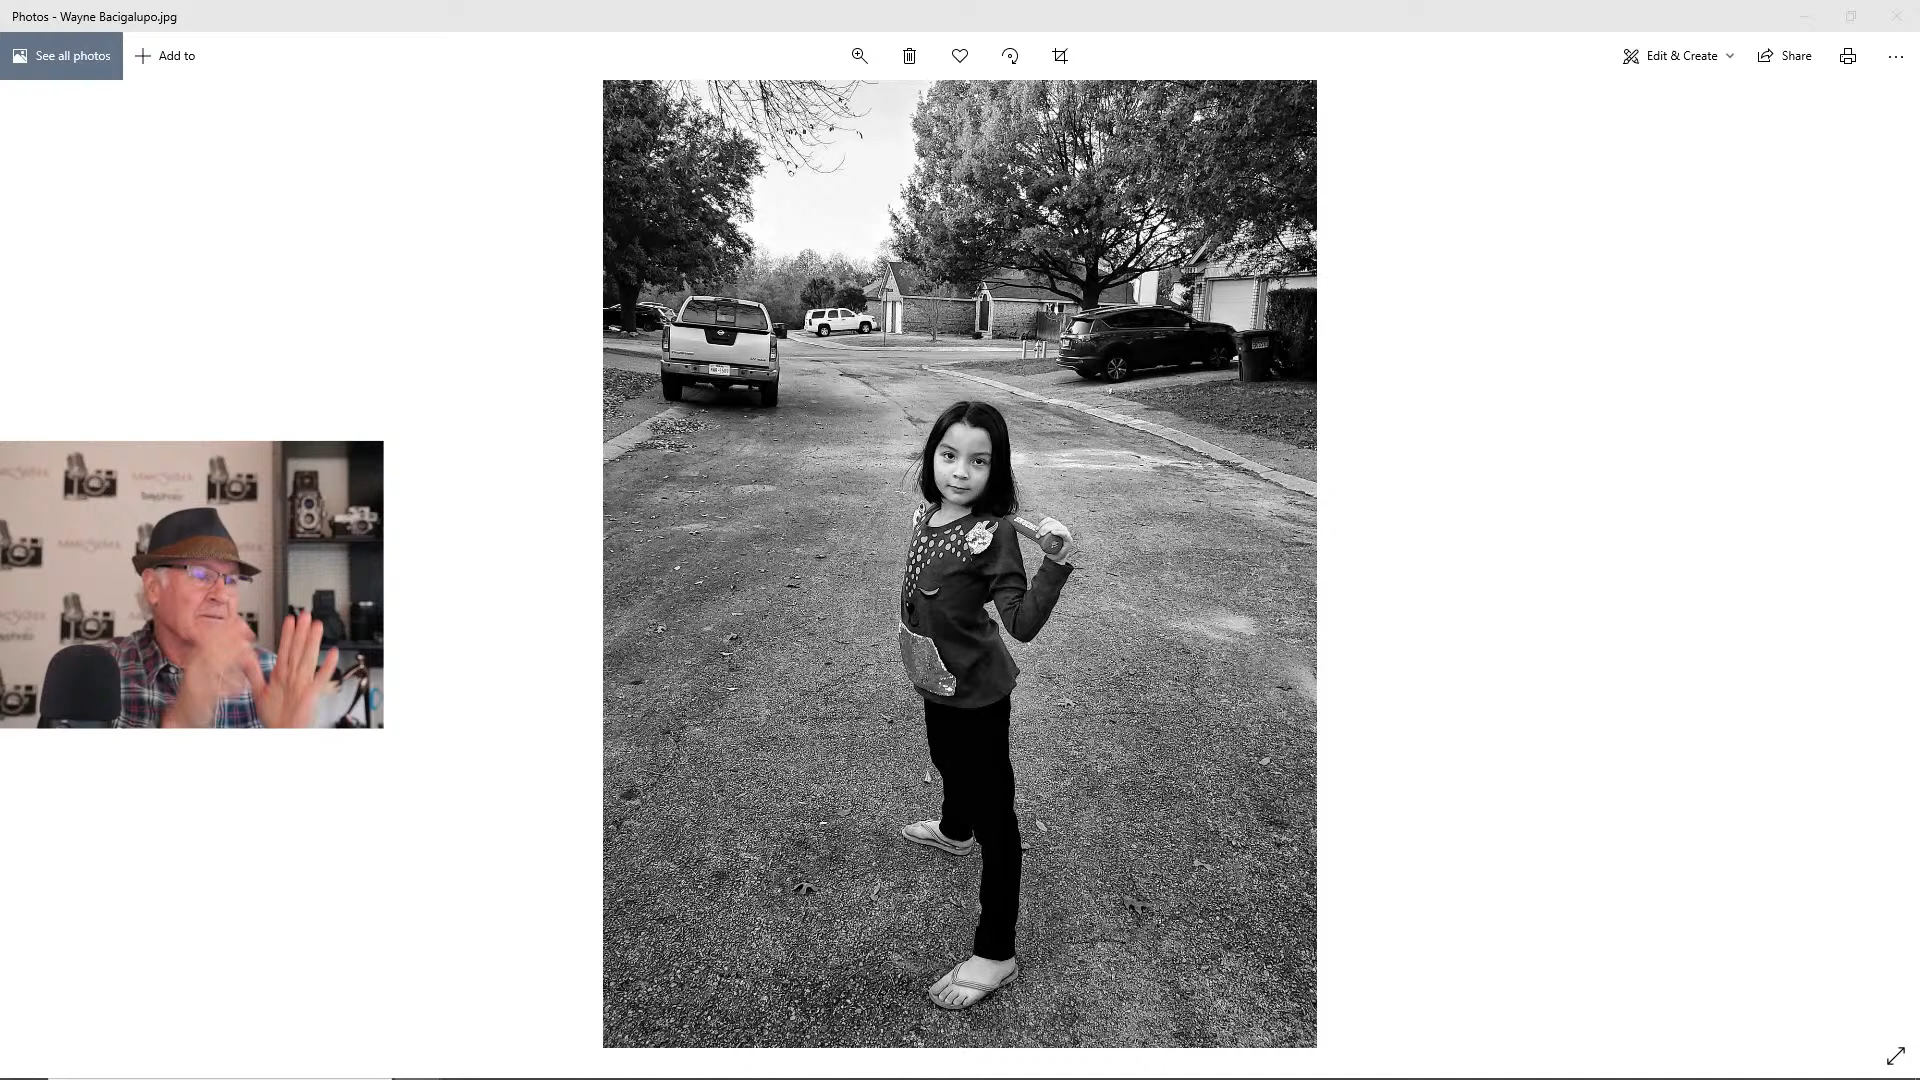 Photos - Wayne Bacigalupo.jpg
See all photos
Add to
Edit & Create
Share